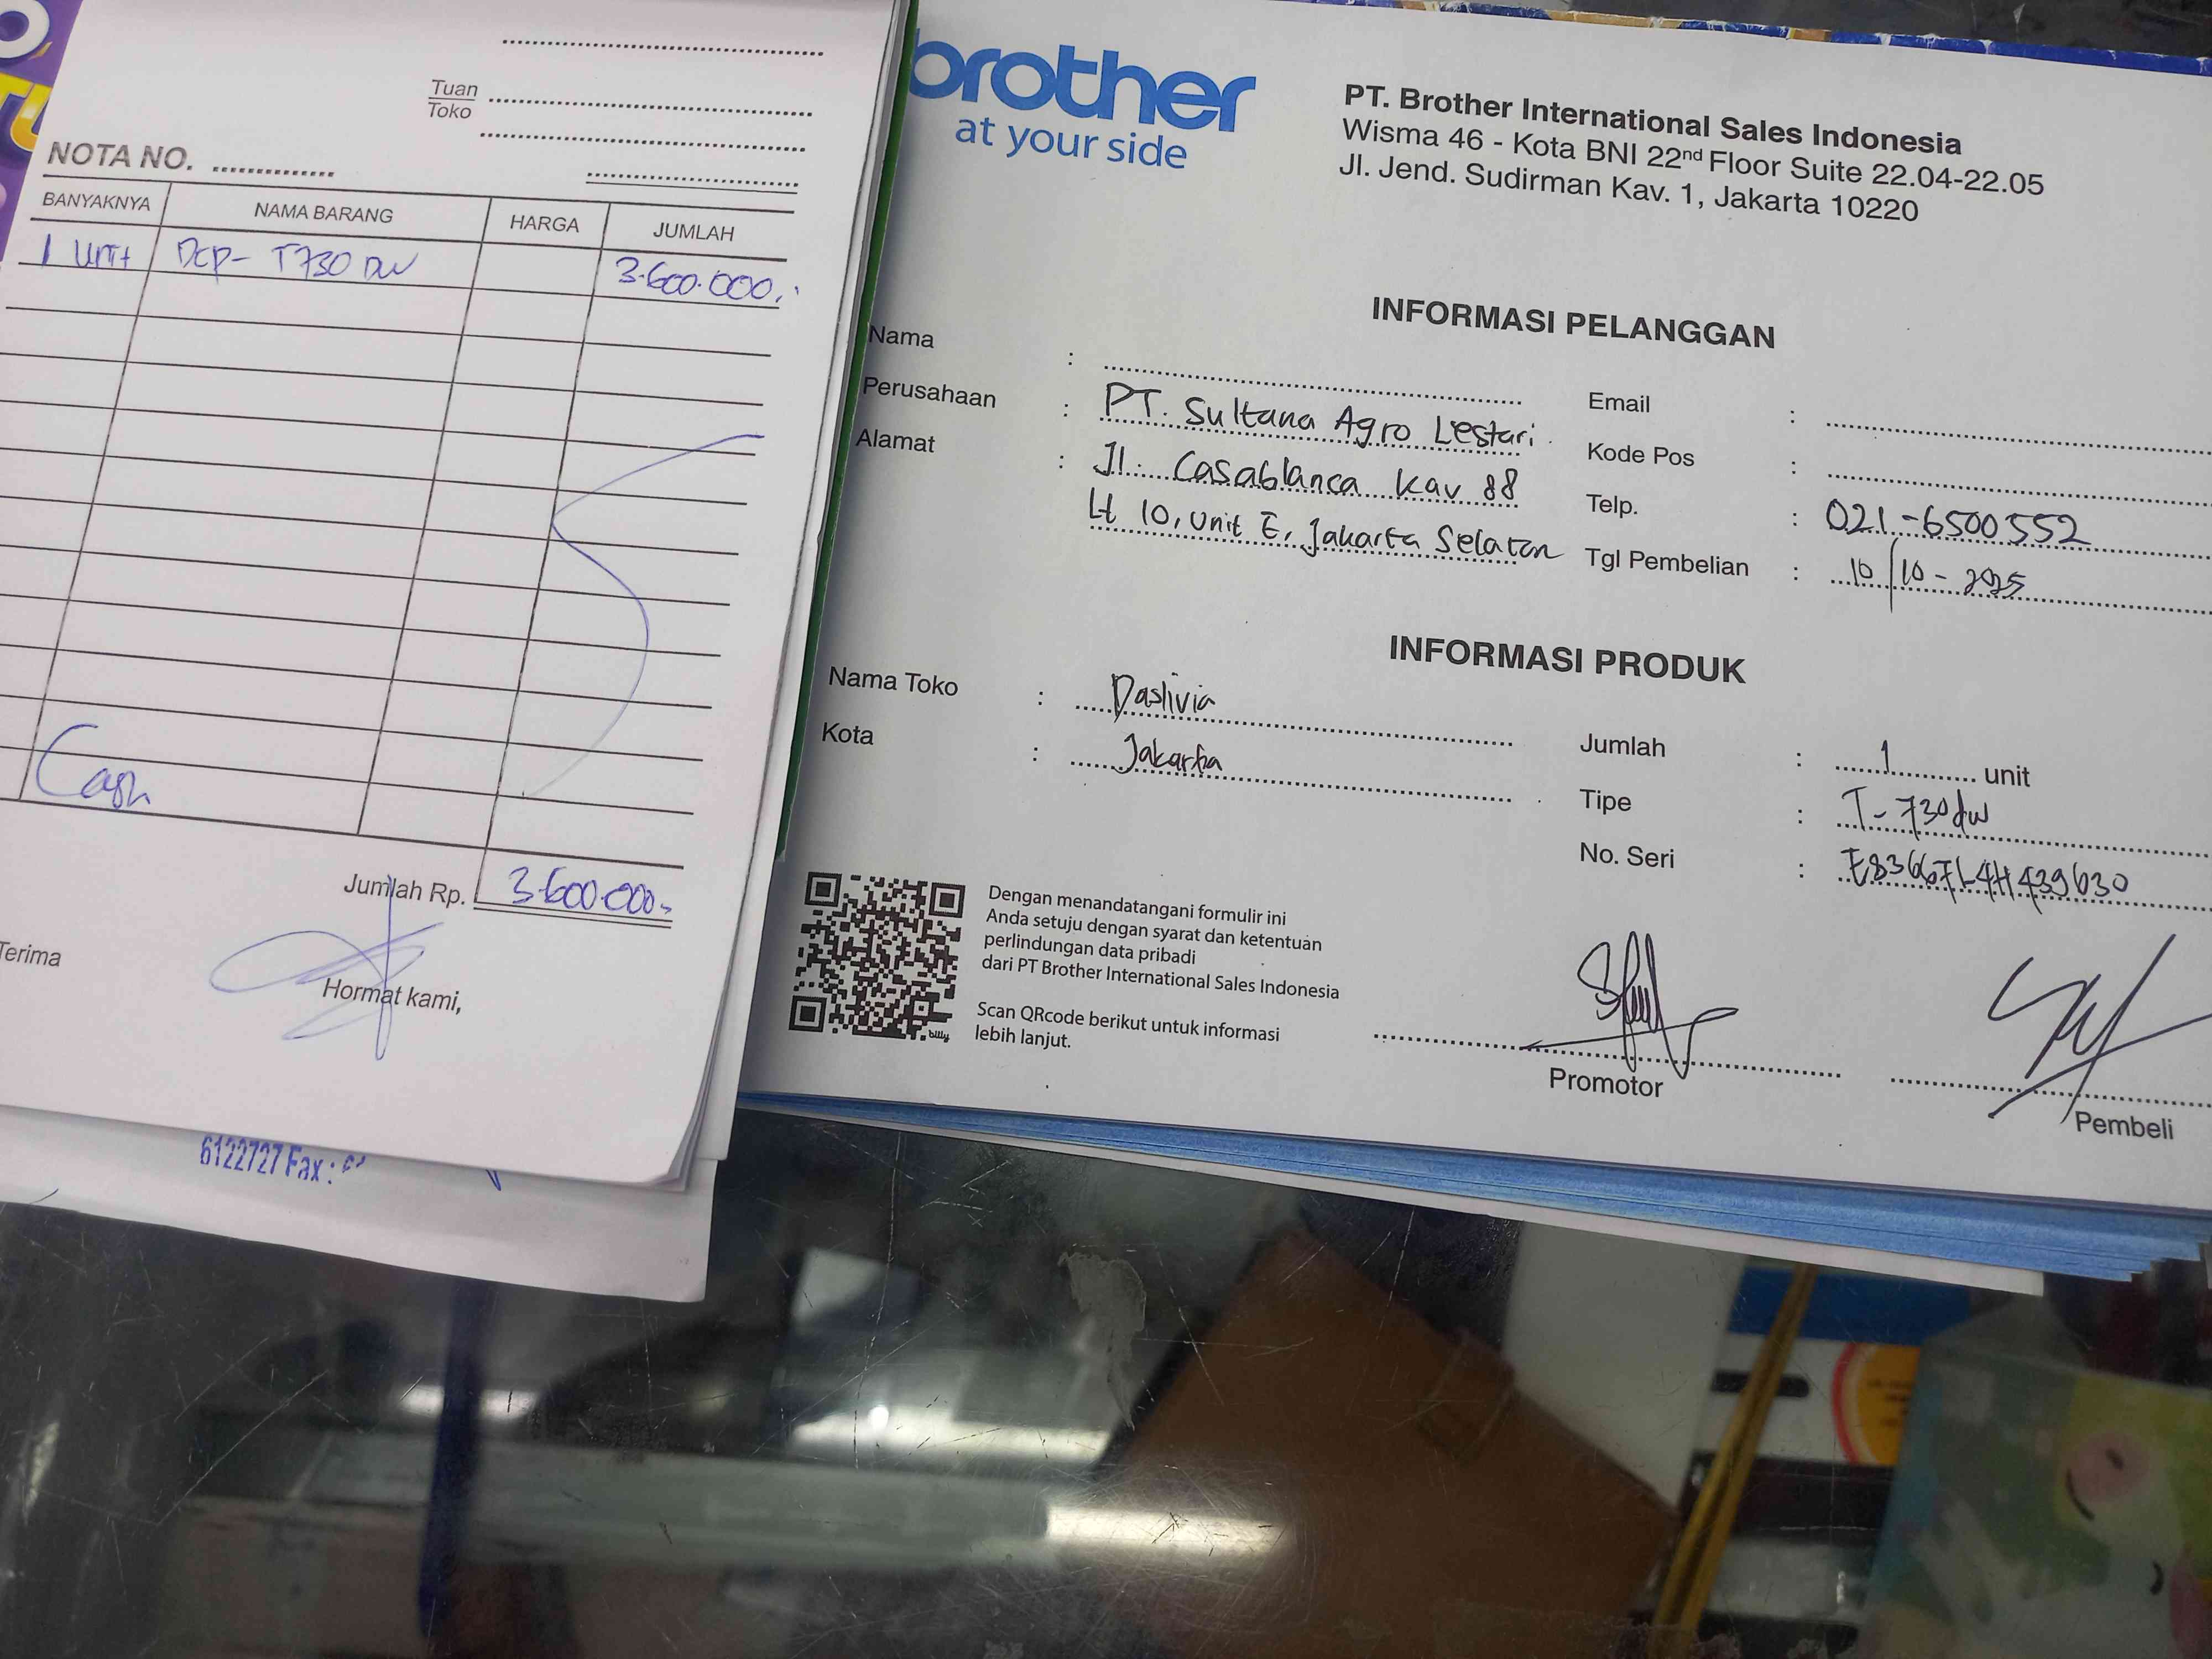 Tuan
Toko
NOTA NO.
BANYAKNYA NAMA BARANG HARGA JUMLAH
1 Unit DCP- T730 DW 3.600.000,-
Cash
Jumlah Rp. 3.600.000,-
Terima
Hormat kami,
6122727 Fax :
brother
at your side
PT. Brother International Sales Indonesia
Wisma 46 - Kota BNI 22nd Floor Suite 22.04-22.05
Jl. Jend. Sudirman Kav. 1, Jakarta 10220
INFORMASI PELANGGAN
Nama :
Perusahaan : PT. Sultana Agro Lestari
Alamat : Jl. Casablanca Kav 88
Lt 10, Unit E, Jakarta Selatan
Email :
Kode Pos :
Telp. : 021-6500552
Tgl Pembelian : 10/10-2025
INFORMASI PRODUK
Nama Toko : Daslivia
Kota : Jakarta
Jumlah : 1 unit
Tipe : T-730dw
No. Seri :
Dengan menandatangani formulir ini
Anda setuju dengan syarat dan ketentuan
perlindungan data pribadi
dari PT Brother International Sales Indonesia
Scan QRcode berikut untuk informasi
lebih lanjut.
bitly
Promotor
Pembeli